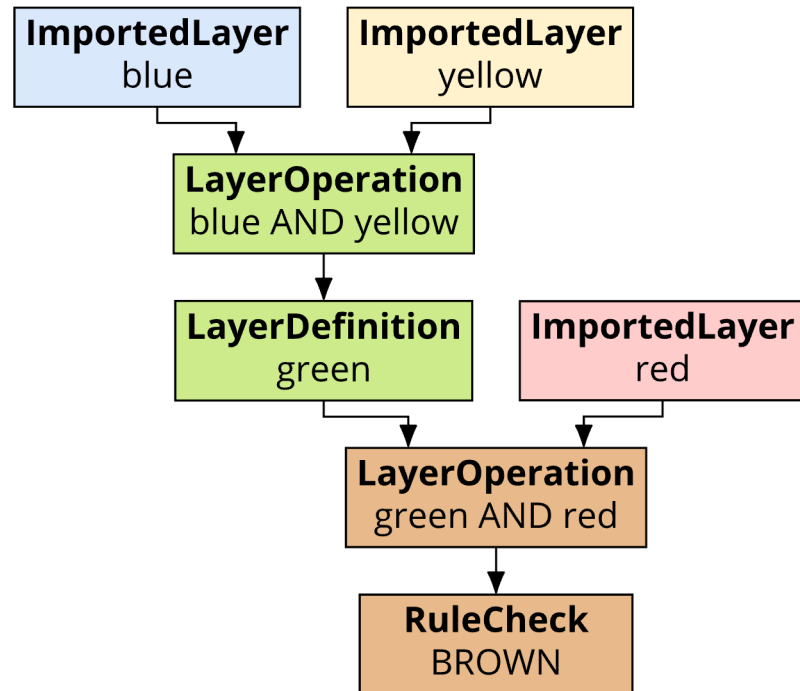 ImportedLayer
blue
ImportedLayer
yellow
LayerOperation
blue AND yellow
LayerDefinition
green
ImportedLayer
red
LayerOperation
green AND red
RuleCheck
BROWN